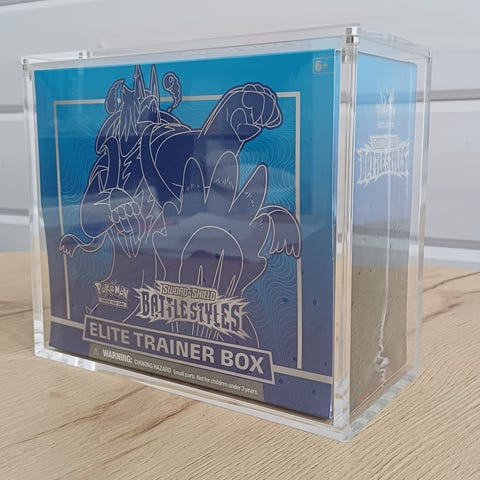 6+
Pokémon
SWORD & SHIELD
BATTLE STYLES
ELITE TRAINER BOX
WARNING: CHOKING HAZARD Small parts. Not for children under 3 years.
BATTLE STYLES